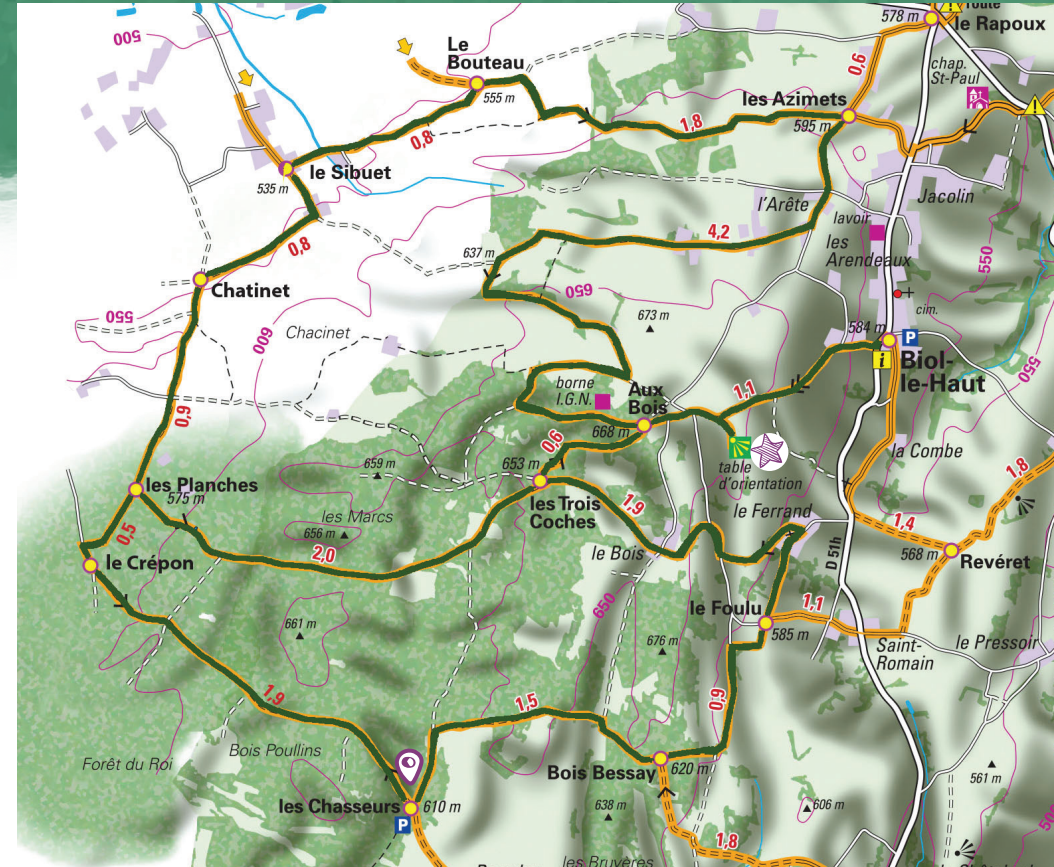 route
578 m
le Rapoux
500
Le
Bouteau
555 m
0,6
chap.
St-Paul
les Azimets
595 m
1,8
0,8
le Sibuet
535 m
Jacolin
l'Arête
lavoir
les
Arendeaux
4,2
0,8
637 m
550
Chatinet
650
cim.
550
600
Chacinet
673 m
584 m
P
i
Biol-
le-Haut
550
borne
I.G.N.
Aux
Bois
1,1
0,9
668 m
0,6
653 m
659 m
la Combe
1,8
table
d'orientation
les Planches
575 m
les Trois
Coches
1,9
le Ferrand
les Marcs
656 m
1,4
0,5
le Bois
568 m
Revéret
2,0
le Crépon
D 51h
650
le Foulu
1,1
585 m
661 m
676 m
Saint-
Romain
le Pressoir
1,9
1,5
0,9
Bois Poullins
Forêt du Roi
Bois Bessay
620 m
561 m
les Chasseurs
610 m
P
638 m
606 m
1,8
les Bruyères